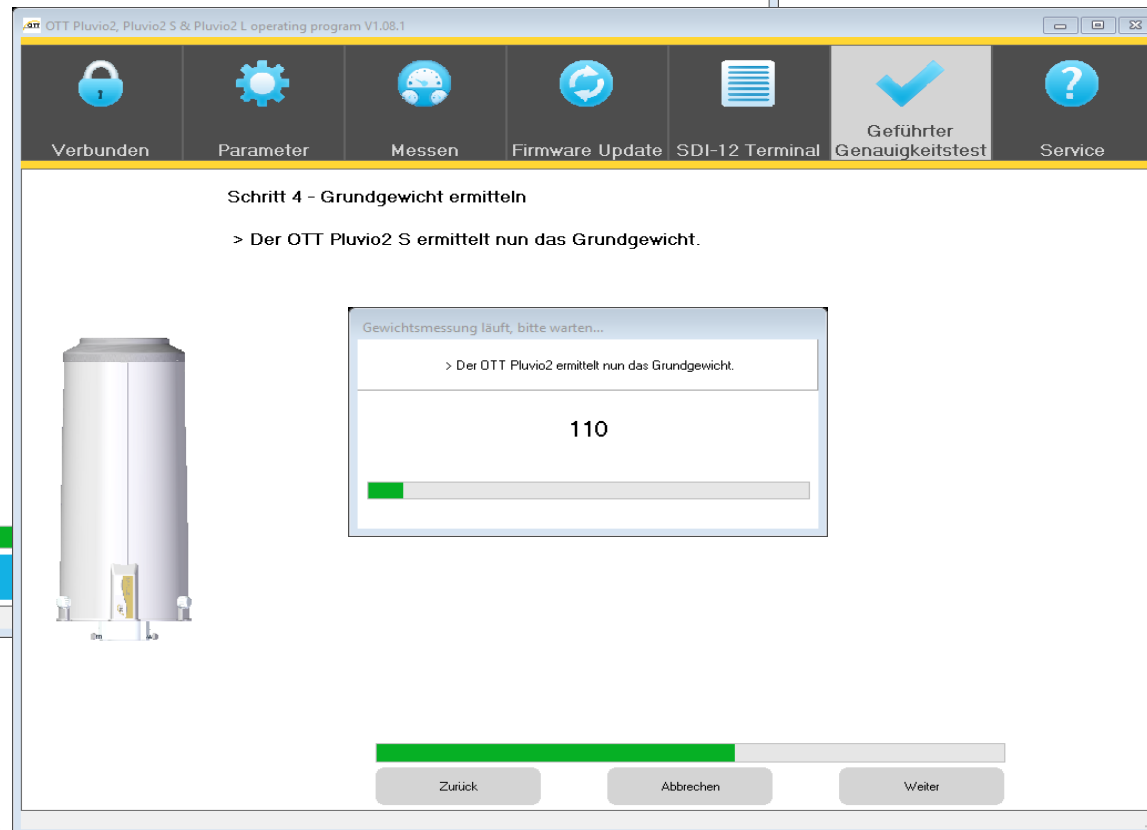 OTT OTT Pluvio2, Pluvio2 S & Pluvio2 L operating program V1.08.1
Verbunden
Parameter
Messen
Firmware Update
SDI-12 Terminal
Geführter
Genauigkeitstest
?
Service
Schritt 4 - Grundgewicht ermitteln
> Der OTT Pluvio2 S ermittelt nun das Grundgewicht.
Gewichtsmessung läuft, bitte warten...
> Der OTT Pluvio2 ermittelt nun das Grundgewicht.
110
Zurück
Abbrechen
Weiter